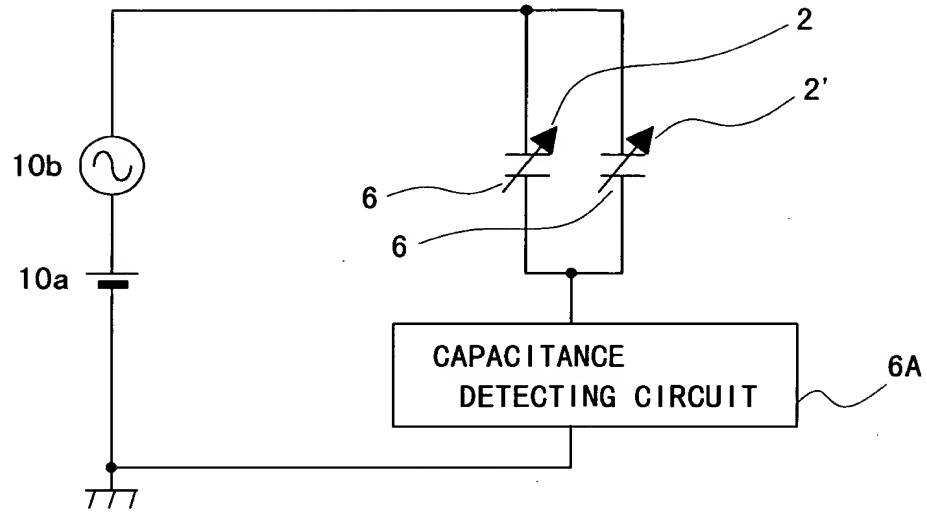 2
2'
10b
6
6
10a
CAPACITANCE
DETECTING CIRCUIT
6A